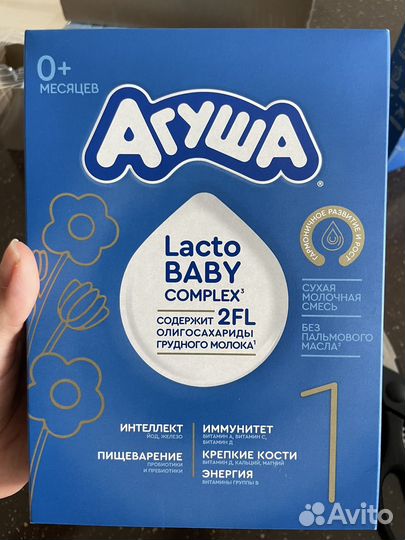 0+
МЕСЯЦЕВ
АГУША
®
ГАРМОНИЧНОЕ РАЗВИТИЕ И РОСТ
Lacto
BABY
COMPLEX³
СОДЕРЖИТ 2FL
ОЛИГОСАХАРИДЫ
ГРУДНОГО МОЛОКА¹
СУХАЯ
МОЛОЧНАЯ
СМЕСЬ
БЕЗ
ПАЛЬМОВОГО
МАСЛА²
1
ИНТЕЛЛЕКТ
ЙОД, ЖЕЛЕЗО
ПИЩЕВАРЕНИЕ
ПРОБИОТИКИ
И ПРЕБИОТИКИ
ИММУНИТЕТ
ВИТАМИН А, ВИТАМИН С,
ВИТАМИН Д
КРЕПКИЕ КОСТИ
ВИТАМИН Д, КАЛЬЦИЙ, МАГНИЙ
ЭНЕРГИЯ
ВИТАМИНЫ ГРУППЫ В
Avito